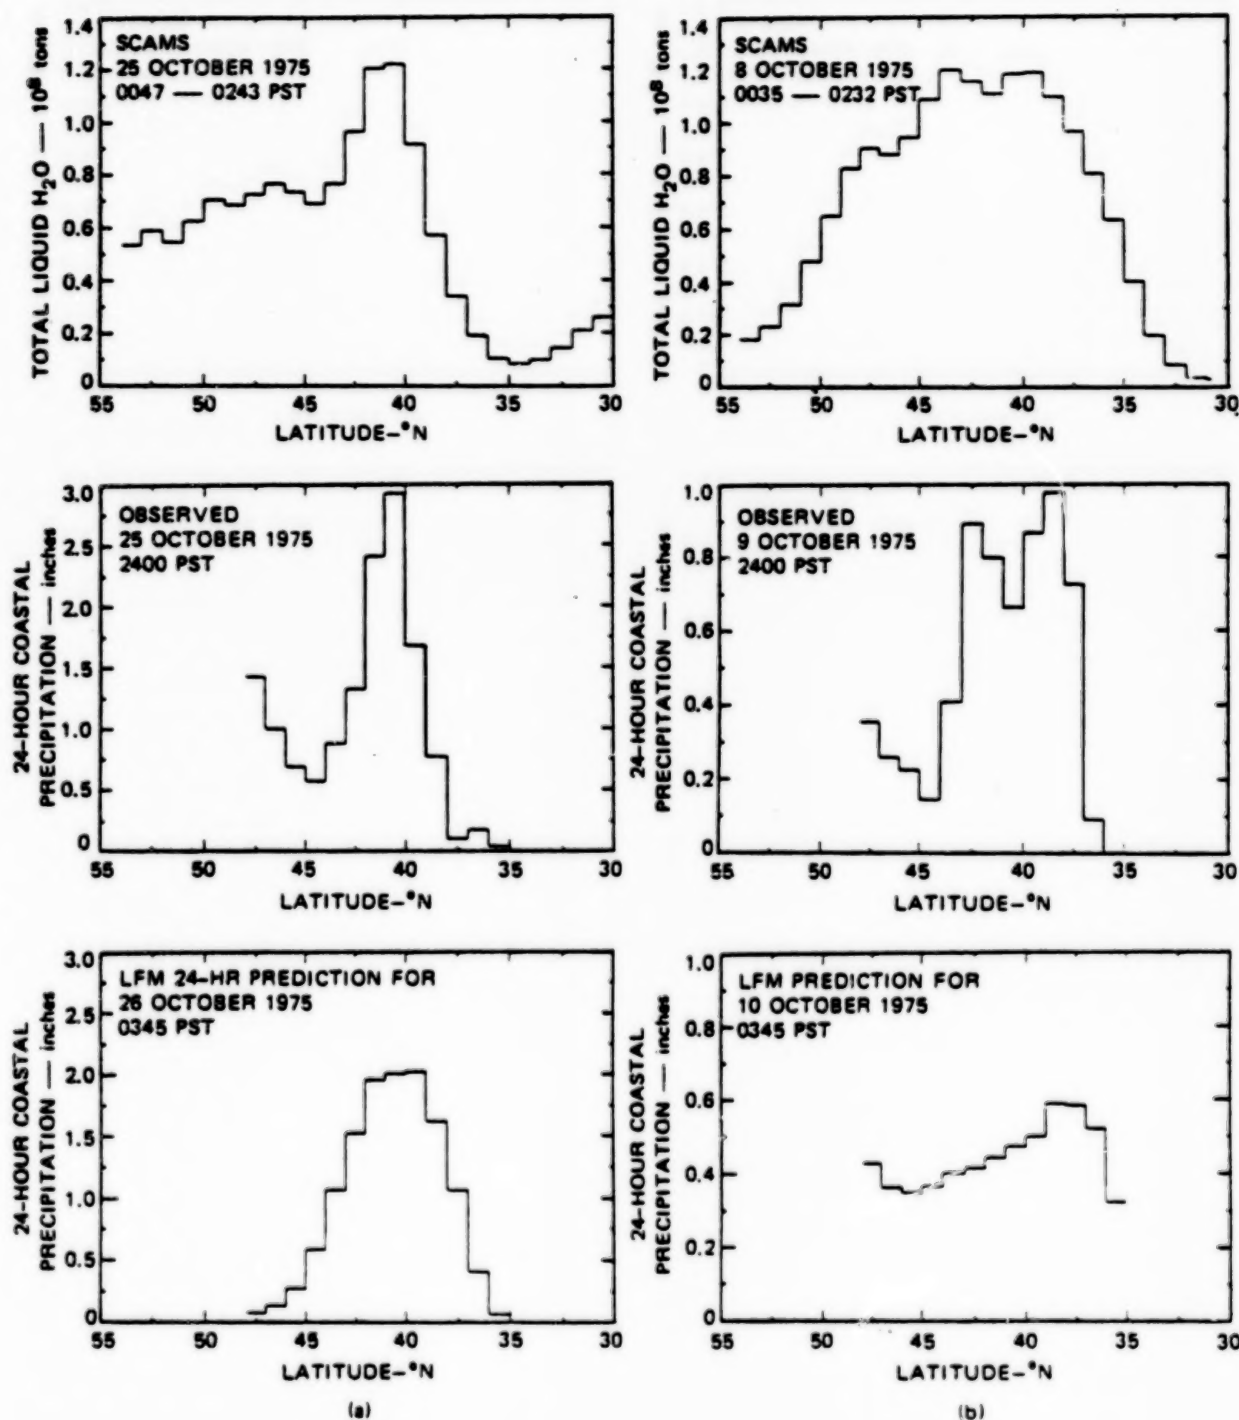 SCAMS
25 OCTOBER 1975
0047 — 0243 PST
TOTAL LIQUID H₂O — 10⁸ tons
1.4
1.2
1.0
0.8
0.6
0.4
0.2
0
55 50 45 40 35 30
LATITUDE-°N
SCAMS
8 OCTOBER 1975
0035 — 0232 PST
TOTAL LIQUID H₂O — 10⁸ tons
1.4
1.2
1.0
0.8
0.6
0.4
0.2
0
55 50 45 40 35 30
LATITUDE-°N
OBSERVED
25 OCTOBER 1975
2400 PST
24-HOUR COASTAL
PRECIPITATION — inches
3.0
2.5
2.0
1.5
1.0
0.5
0
55 50 45 40 35 30
LATITUDE-°N
OBSERVED
9 OCTOBER 1975
2400 PST
24-HOUR COASTAL
PRECIPITATION — inches
1.0
0.8
0.6
0.4
0.2
0
55 50 45 40 35 30
LATITUDE-°N
LFM 24-HR PREDICTION FOR
26 OCTOBER 1975
0345 PST
24-HOUR COASTAL
PRECIPITATION — inches
3.0
2.5
2.0
1.5
1.0
0.5
0
55 50 45 40 35 30
LATITUDE-°N
(a)
LFM PREDICTION FOR
10 OCTOBER 1975
0345 PST
24-HOUR COASTAL
PRECIPITATION — inches
1.0
0.8
0.6
0.4
0.2
0
55 50 45 40 35 30
LATITUDE-°N
(b)